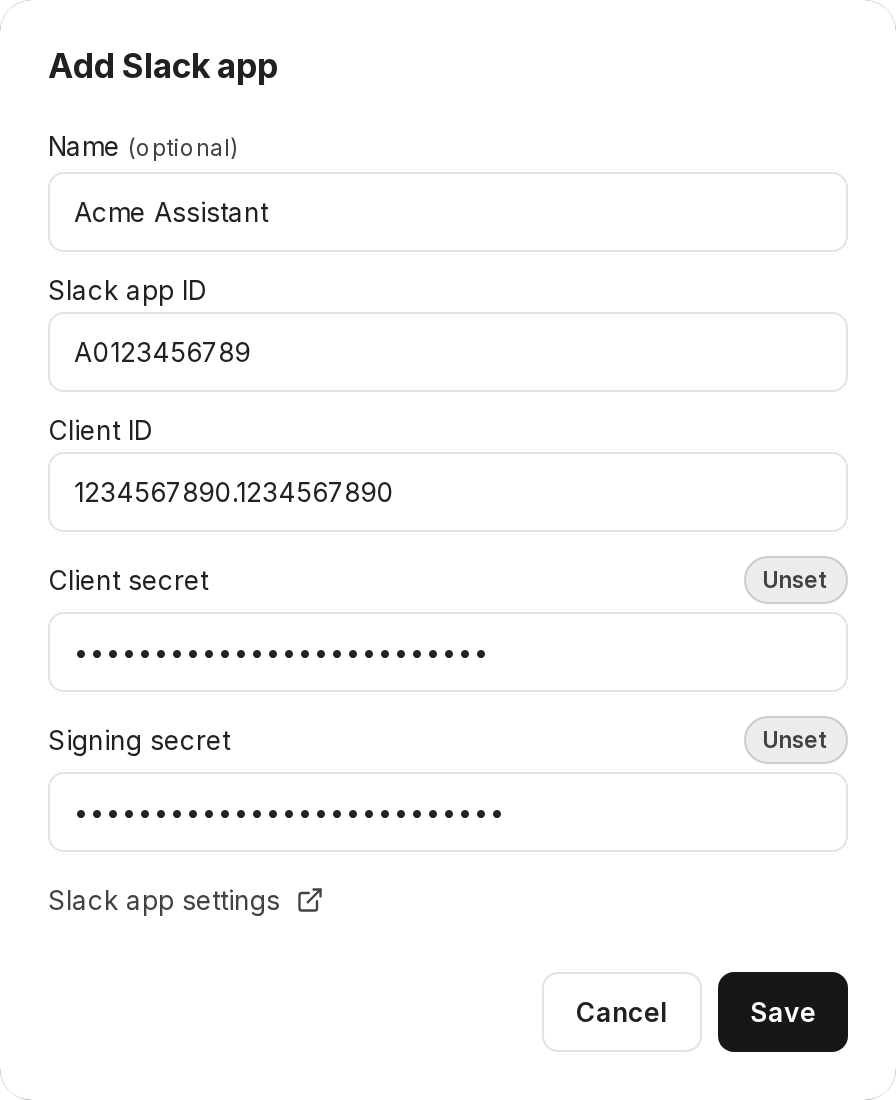 Add Slack app
Name (optional)
Acme Assistant
Slack app ID
A0123456789
Client ID
1234567890.1234567890
Client secret Unset
••••••••••••••••••••••••••
Signing secret Unset
•••••••••••••••••••••••••••
Slack app settings
Cancel Save